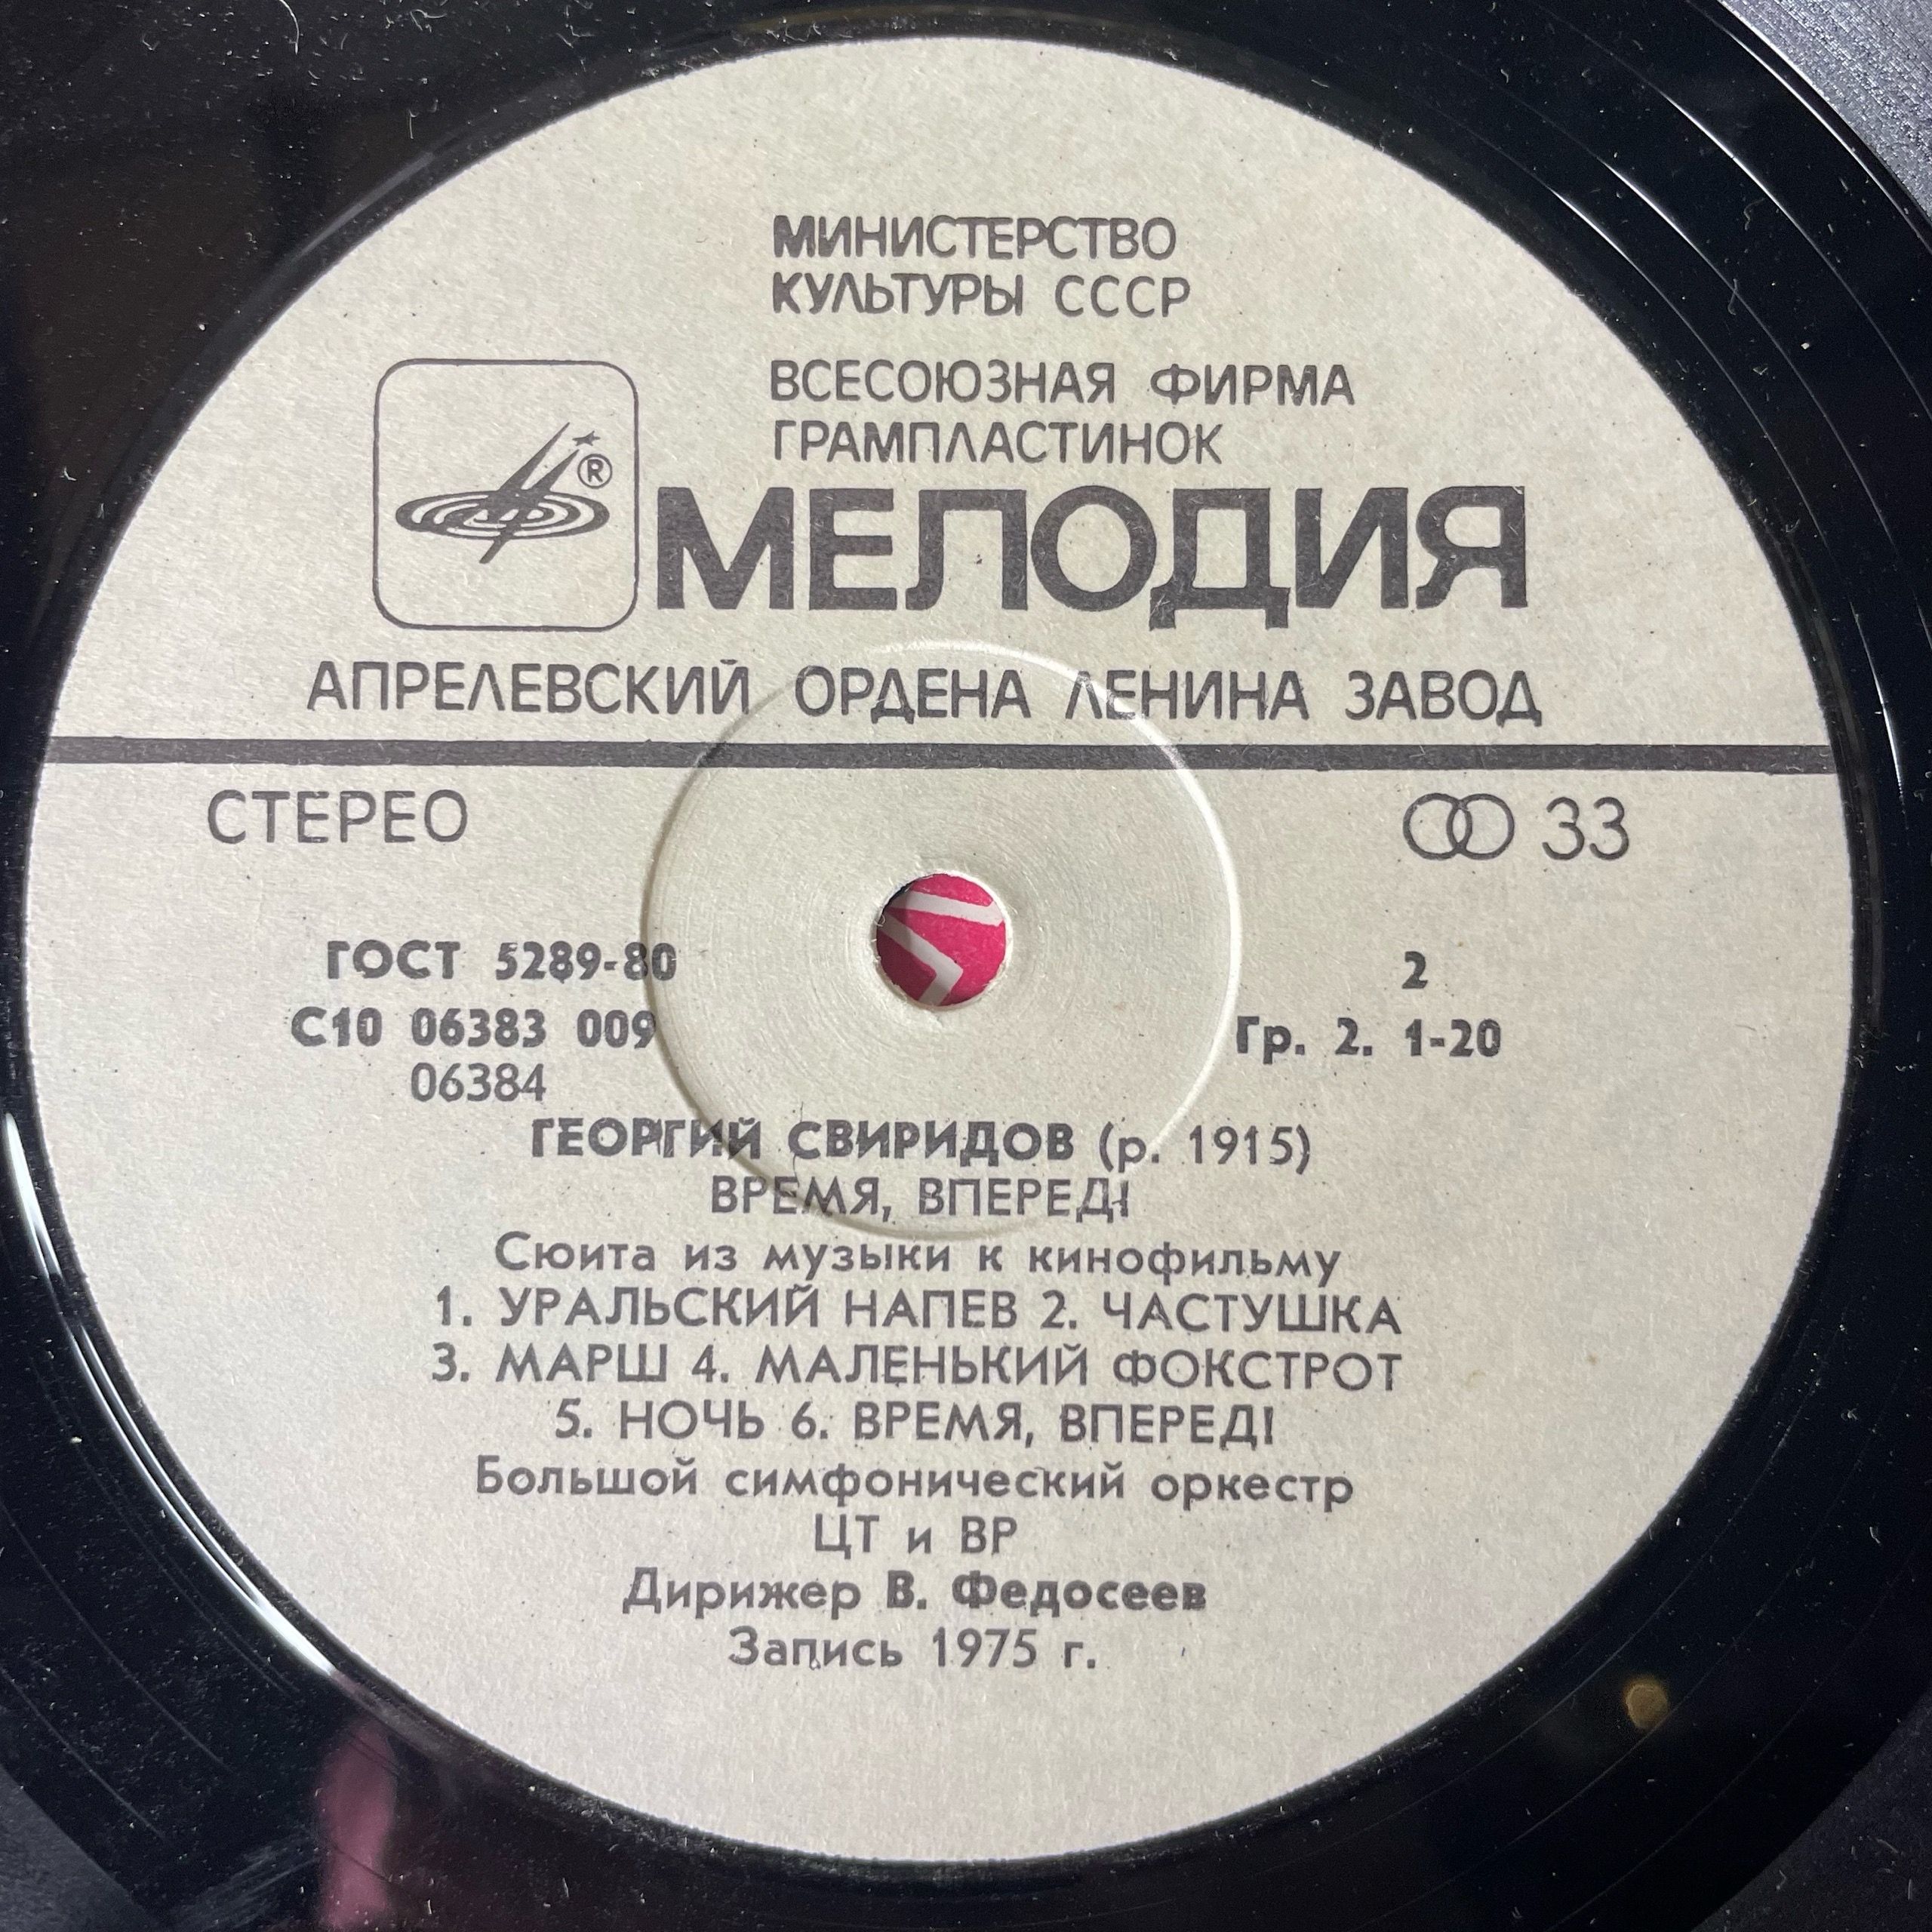 МИНИСТЕРСТВО
КУЛЬТУРЫ СССР
ВСЕСОЮЗНАЯ ФИРМА
ГРАМПЛАСТИНОК
®
МЕЛОДИЯ
АПРЕЛЕВСКИЙ ОРДЕНА ЛЕНИНА ЗАВОД
СТЕРЕО 33
ГОСТ 5289-80 2
С10 06383 009 Гр. 2. 1-20
06384
ГЕОРГИЙ СВИРИДОВ (р. 1915)
ВРЕМЯ, ВПЕРЕД!
Сюита из музыки к кинофильму
1. УРАЛЬСКИЙ НАПЕВ 2. ЧАСТУШКА
3. МАРШ 4. МАЛЕНЬКИЙ ФОКСТРОТ
5. НОЧЬ 6. ВРЕМЯ, ВПЕРЕД!
Большой симфонический оркестр
ЦТ и ВР
Дирижер В. Федосеев
Запись 1975 г.